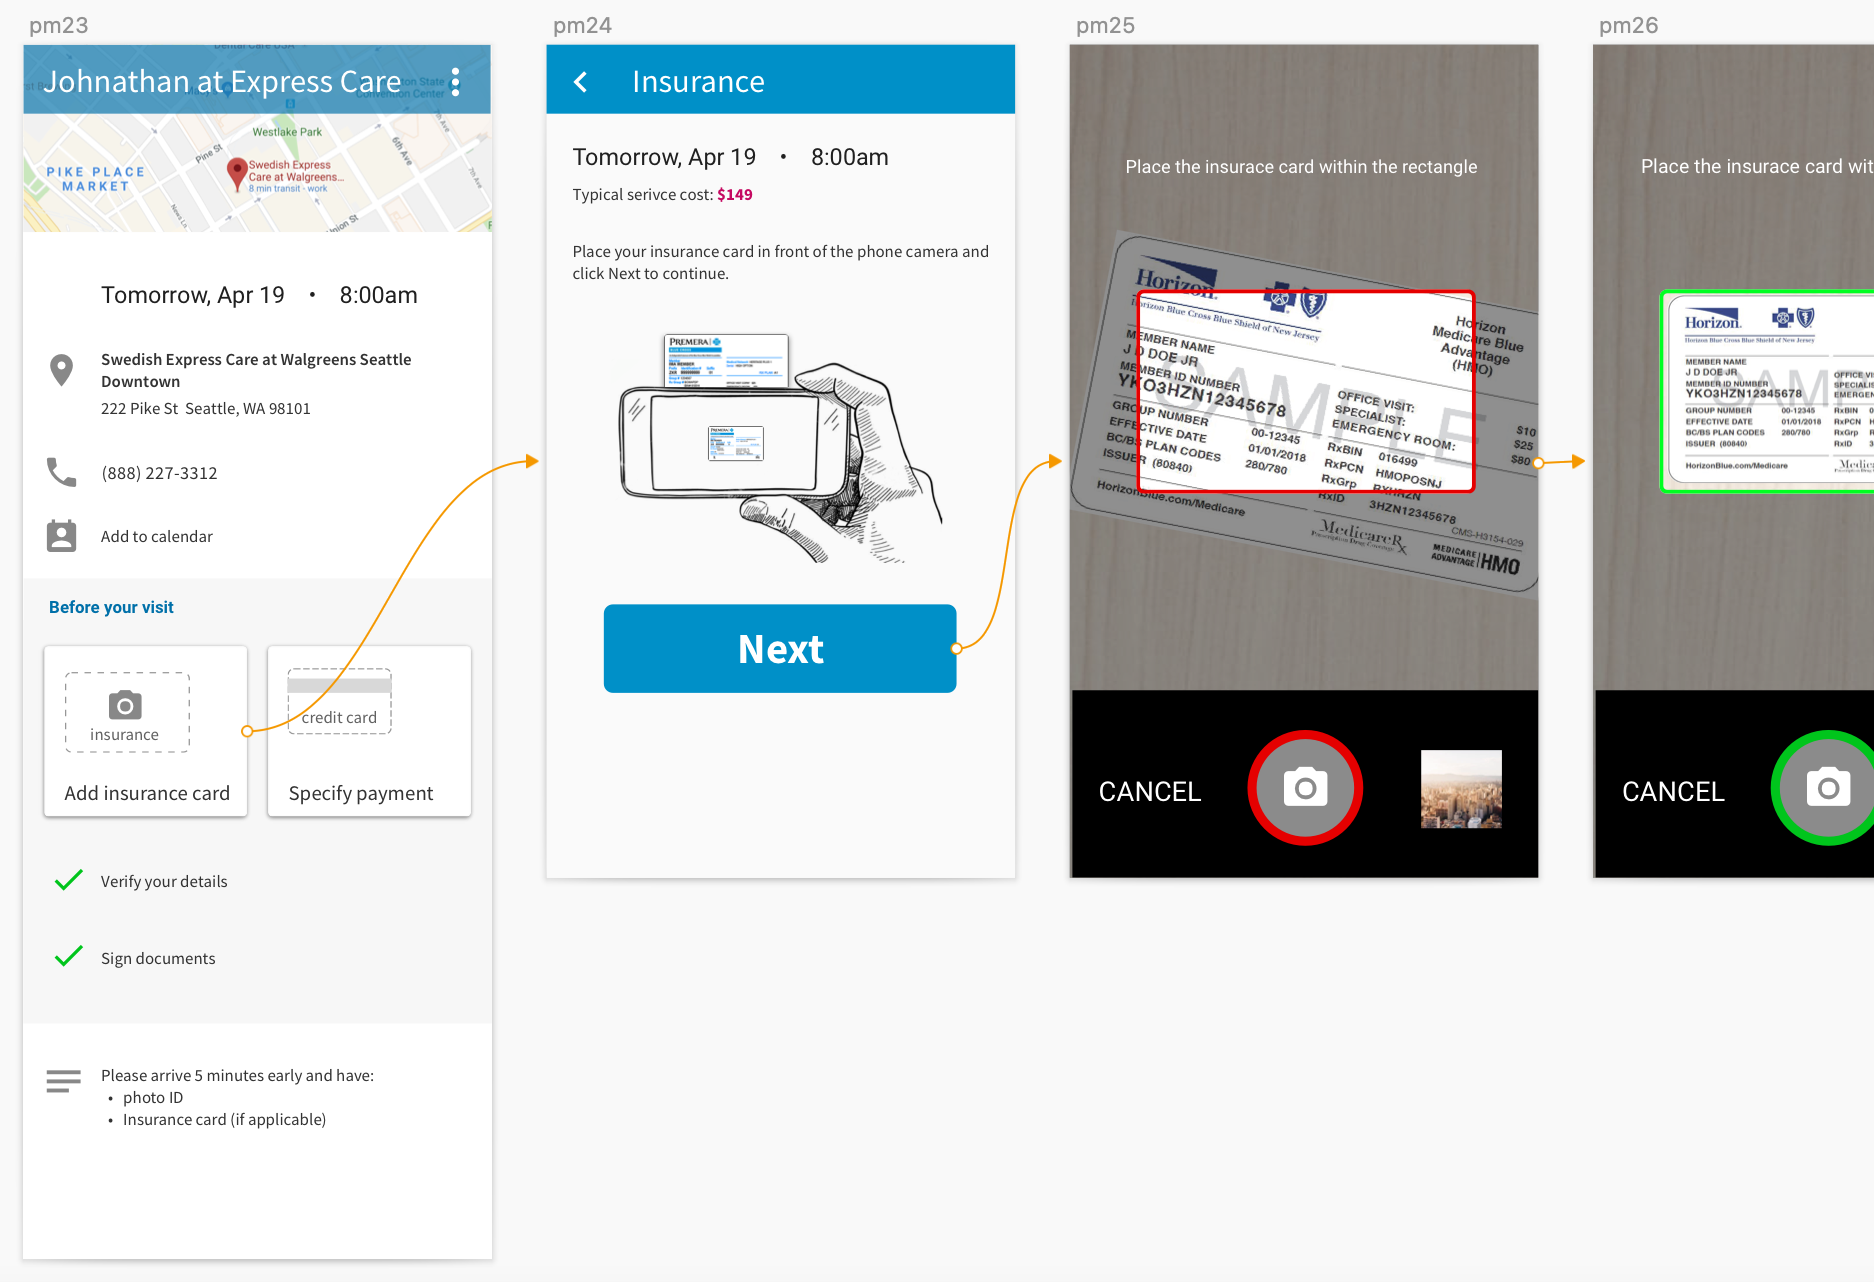 pm23
Johnathan at Express Care
Convention Center
Westlake Park
Pine St
6th Ave
7th Ave
PIKE PLACE
MARKET
Swedish Express
Care at Walgreens...
8 min transit - work
Union St
Tomorrow, Apr 19 • 8:00am
Swedish Express Care at Walgreens Seattle
Downtown
222 Pike St Seattle, WA 98101
(888) 227-3312
Add to calendar
Before your visit
insurance
Add insurance card
credit card
Specify payment
Verify your details
Sign documents
Please arrive 5 minutes early and have:
• photo ID
• Insurance card (if applicable)
pm24
Insurance
Tomorrow, Apr 19 • 8:00am
Typical serivce cost: $149
Place your insurance card in front of the phone camera and
click Next to continue.
PREMERA
PREMERA
Next
pm25
Place the insurace card within the rectangle
Horizon
Horizon Blue Cross Blue Shield of New Jersey
Horizon
Medicare Blue
Advantage
(HMO)
MEMBER NAME
J D DOE JR
MEMBER ID NUMBER
YKO3HZN12345678
SAMPLE
GROUP NUMBER 00-12345
EFFECTIVE DATE 01/01/2018
BC/BS PLAN CODES 280/780
ISSUER (80840)
OFFICE VISIT: $10
SPECIALIST: $25
EMERGENCY ROOM: $80
RxBIN 016499
RxPCN HMOPOSNJ
RxGrp RXHRZN
RxID 3HZN12345678
HorizonBlue.com/Medicare
MedicareRx
Prescription Drug Coverage
CMS-H3154-029
MEDICARE
ADVANTAGE HMO
CANCEL
pm26
Place the insurace card wit
Horizon
Horizon Blue Cross Blue Shield of New Jersey
MEMBER NAME
J D DOE JR
MEMBER ID NUMBER
YKO3HZN12345678
SAM
OFFICE VI
SPECIALIS
EMERGEN
GROUP NUMBER 00-12345
EFFECTIVE DATE 01/01/2018
BC/BS PLAN CODES 280/780
ISSUER (80840)
RxBIN 0
RxPCN H
RxGrp R
RxID 3
HorizonBlue.com/Medicare
Medic
CANCEL